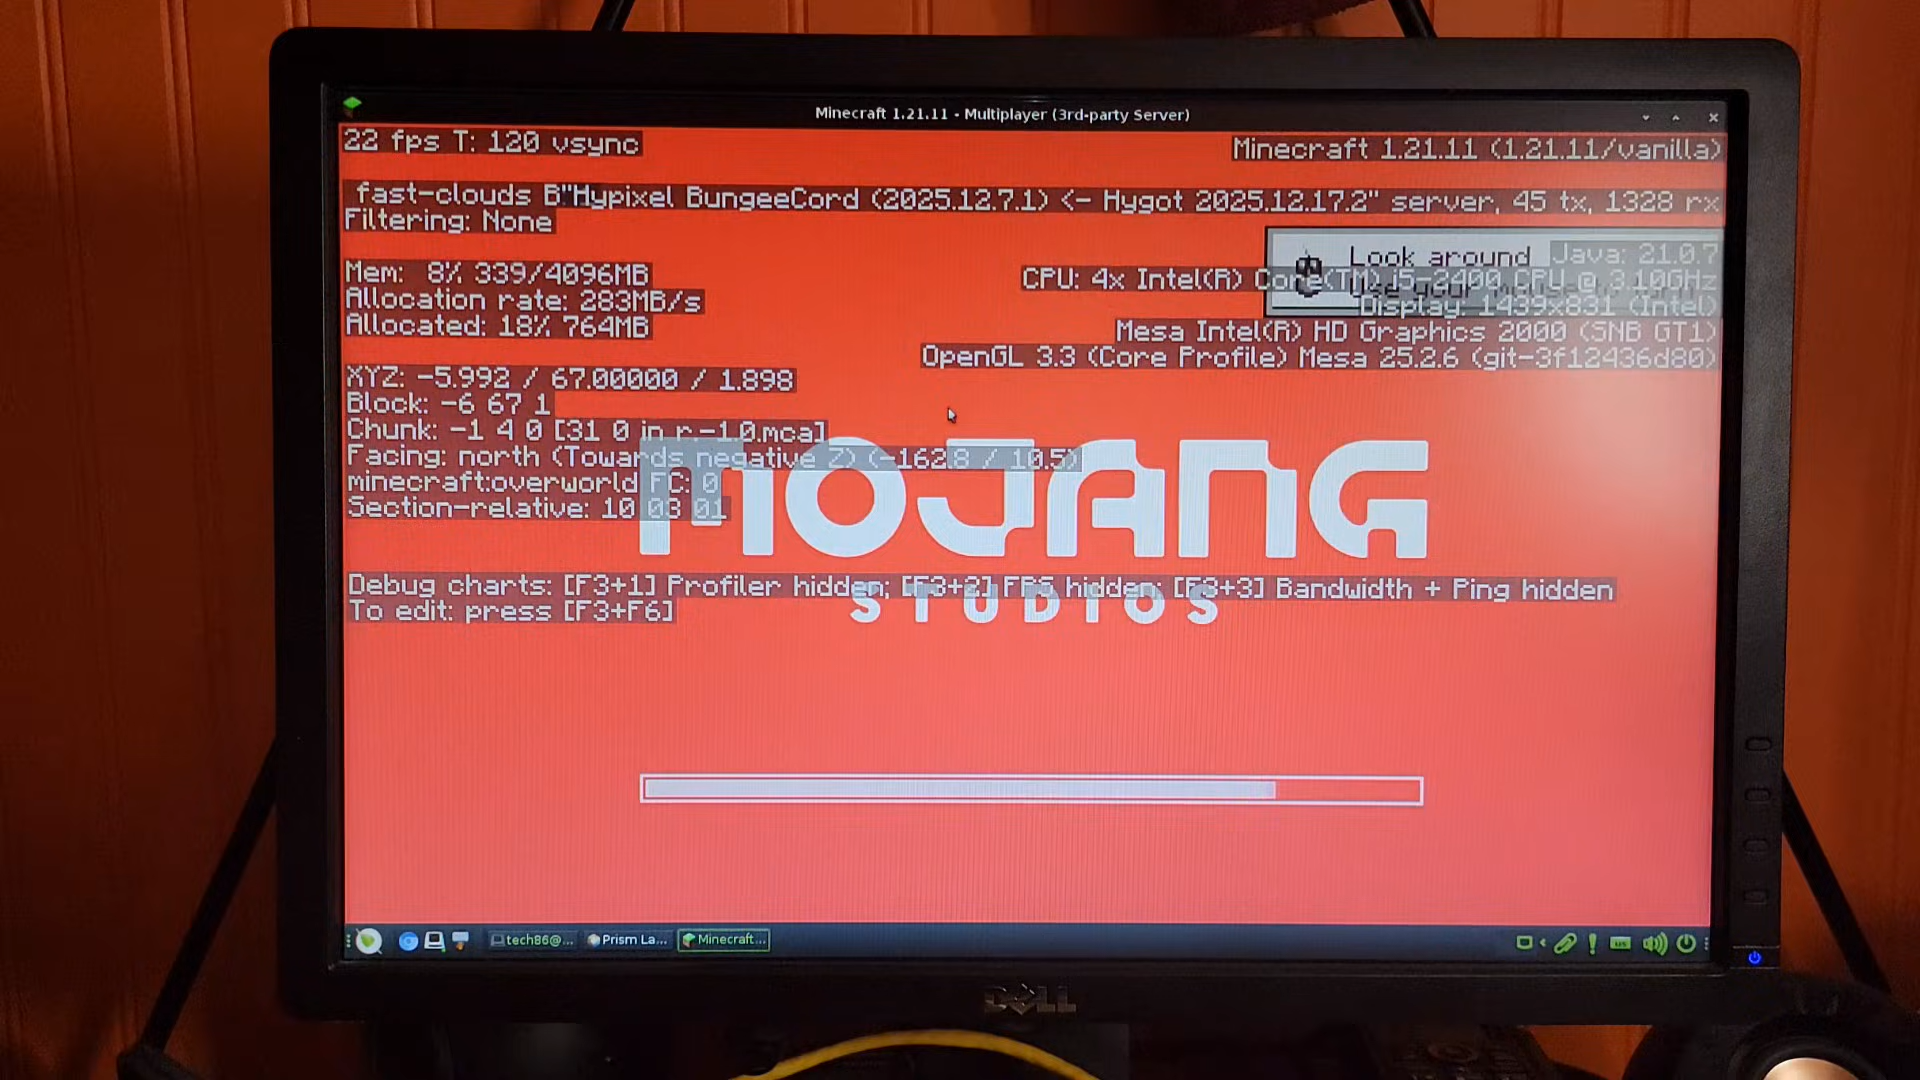 Minecraft 1.21.11 - Multiplayer (3rd-party Server)
22 fps T: 120 vsync
Minecraft 1.21.11 (1.21.11/vanilla)
fast-clouds B"Hypixel BungeeCord (2025.12.7.1) <- Hygot 2025.12.17.2" server, 45 tx, 1328 rx
Filtering: None
Look around
Java: 21.0.7
Mem: 8% 339/4096MB
CPU: 4x Intel(R) Core(TM) i5-2400 CPU @ 3.10GHz
Allocation rate: 283MB/s
Display: 1439x831 (Intel)
Allocated: 18% 764MB
Mesa Intel(R) HD Graphics 2000 (SNB GT1)
OpenGL 3.3 (Core Profile) Mesa 25.2.6 (git-3f12436d80)
XYZ: -5.992 / 67.00000 / 1.898
Block: -6 67 1
Chunk: -1 4 0 [31 0 in r.-1.0.mca]
Facing: north (Towards negative Z) (-162.8 / 10.5)
minecraft:overworld FC: 0
Section-relative: 10 03 01
MOJANG
STUDIOS
Debug charts: [F3+1] Profiler hidden; [F3+2] FPS hidden; [F3+3] Bandwidth + Ping hidden
To edit: press [F3+F6]
tech86@...
Prism La...
Minecraft...
us
DELL